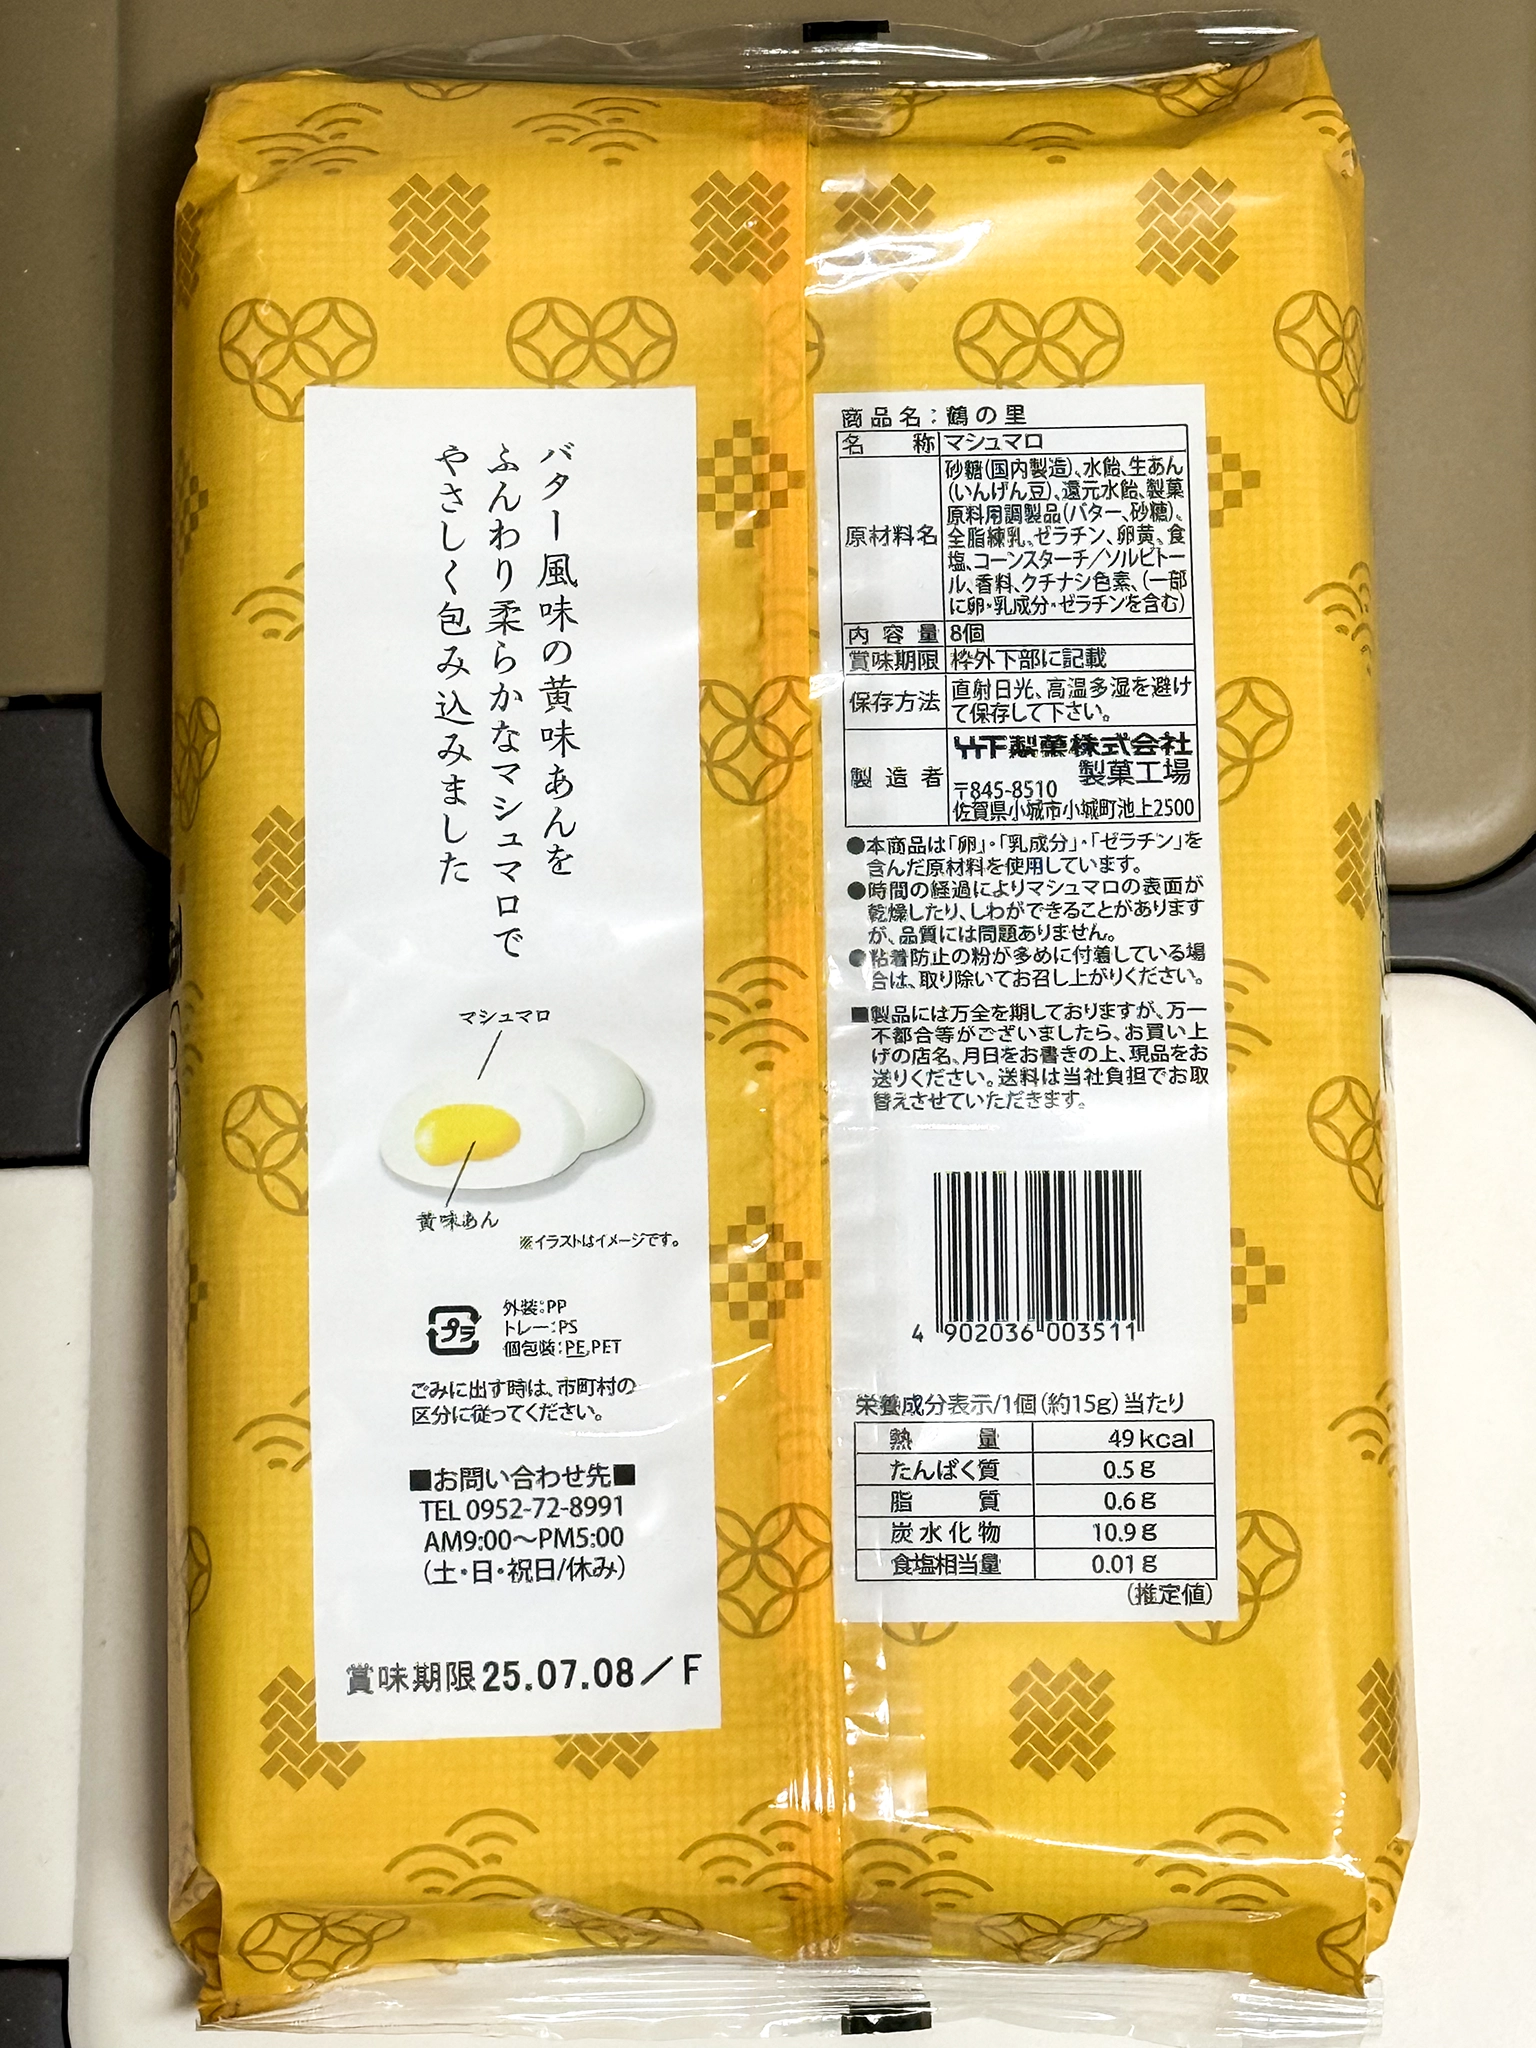 バター風味の黄味あんを
ふんわり柔らかなマシュマロで
やさしく包み込みました
マシュマロ
黄味あん
※イラストはイメージです。
プラ
外装:PP
トレー:PS
個包装:PE,PET
ごみに出す時は、市町村の
区分に従ってください。
■お問い合わせ先■
TEL 0952-72-8991
AM9:00～PM5:00
(土・日・祝日/休み)
賞味期限 25.07.08／F
商品名：鶴の里
名称 マシュマロ
原材料名
砂糖(国内製造)、水飴、生あん
(いんげん豆)、還元水飴、製菓
原料用調製品(バター、砂糖)、
全脂練乳、ゼラチン、卵黄、食
塩、コーンスターチ／ソルビトー
ル、香料、クチナシ色素、(一部
に卵・乳成分・ゼラチンを含む)
内容量 8個
賞味期限 枠外下部に記載
保存方法
直射日光、高温多湿を避け
て保存して下さい。
製造者
竹下製菓株式会社
製菓工場
〒845-8510
佐賀県小城市小城町池上2500
●本商品は「卵」・「乳成分」・「ゼラチン」を
含んだ原材料を使用しています。
●時間の経過によりマシュマロの表面が
乾燥したり、しわができることがあります
が、品質には問題ありません。
●粘着防止の粉が多めに付着している場
合は、取り除いてお召し上がりください。
■製品には万全を期しておりますが、万一
不都合等がございましたら、お買い上
げの店名、月日をお書きの上、現品をお
送りください。送料は当社負担でお取
替えさせていただきます。
4 902036 003511
栄養成分表示/1個(約15g)当たり
熱量 49kcal
たんぱく質 0.5g
脂質 0.6g
炭水化物 10.9g
食塩相当量 0.01g
(推定値)